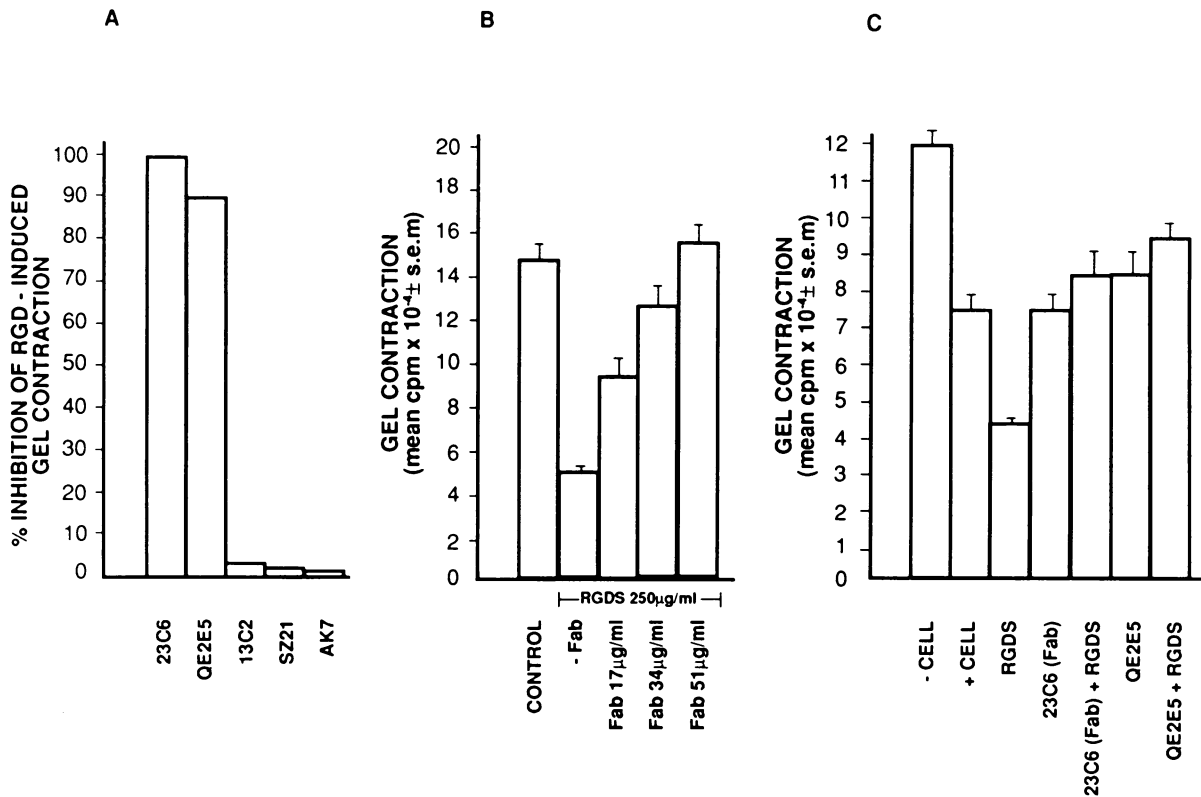 A
% INHIBITION OF RGD - INDUCED
GEL CONTRACTION
100
90
80
70
60
50
40
30
20
10
0
23C6
QE2E5
13C2
SZ21
AK7
B
GEL CONTRACTION
(mean cpm x 10⁻⁴ ± s.e.m)
20
18
16
14
12
10
8
6
4
2
0
RGDS 250µg/ml
CONTROL
- Fab
Fab 17µg/ml
Fab 34µg/ml
Fab 51µg/ml
C
GEL CONTRACTION
(mean cpm x 10⁻⁴ ± s.e.m)
12
11
10
9
8
7
6
5
4
3
2
1
0
- CELL
+ CELL
RGDS
23C6 (Fab)
23C6 (Fab) + RGDS
QE2E5
QE2E5 + RGDS